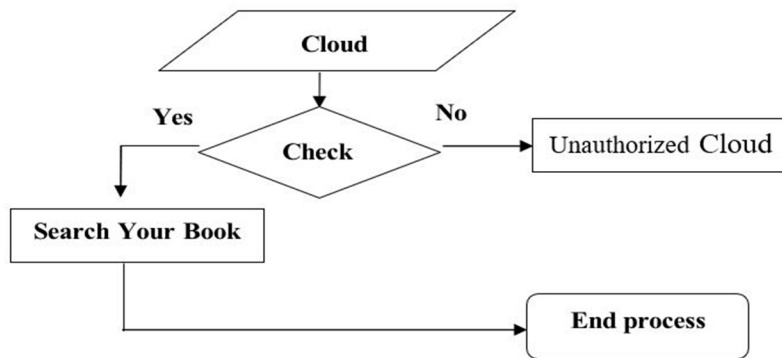 Cloud
Yes
No
Check
Unauthorized Cloud
Search Your Book
End process